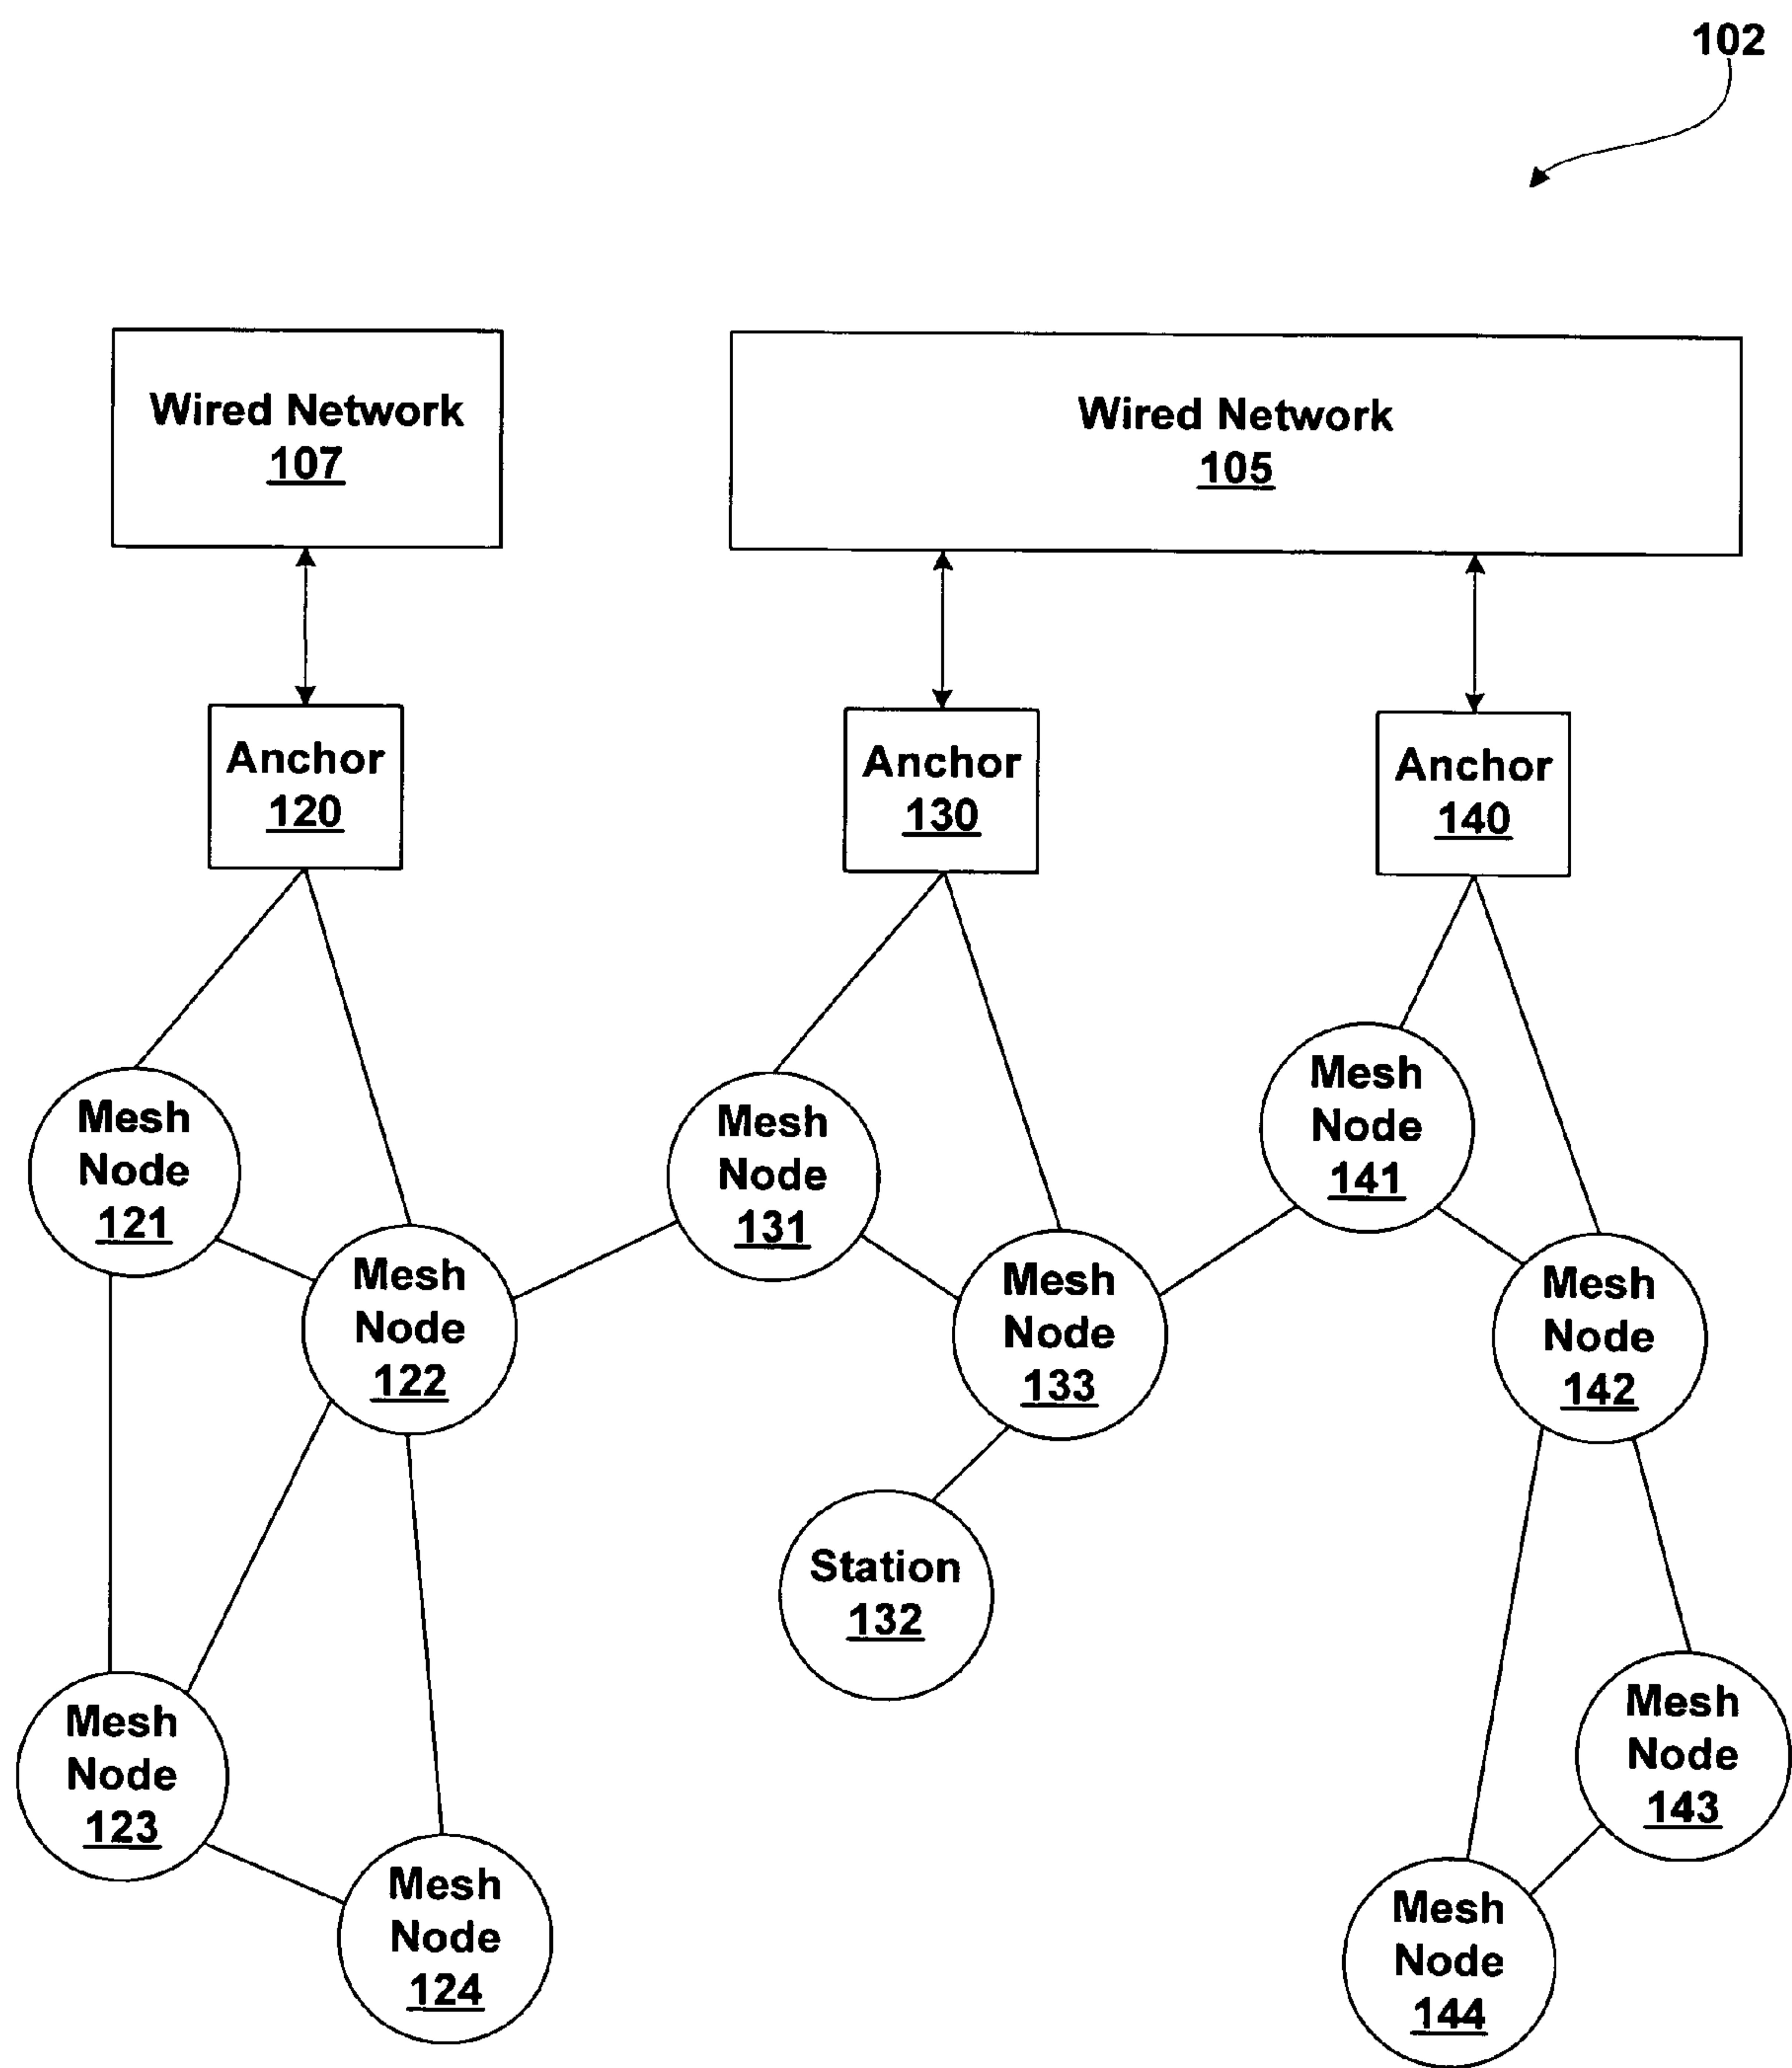 102
Wired Network
107
Wired Network
105
Anchor
120
Anchor
130
Anchor
140
Mesh
Node
121
Mesh
Node
122
Mesh
Node
131
Mesh
Node
133
Mesh
Node
141
Mesh
Node
142
Station
132
Mesh
Node
123
Mesh
Node
124
Mesh
Node
143
Mesh
Node
144